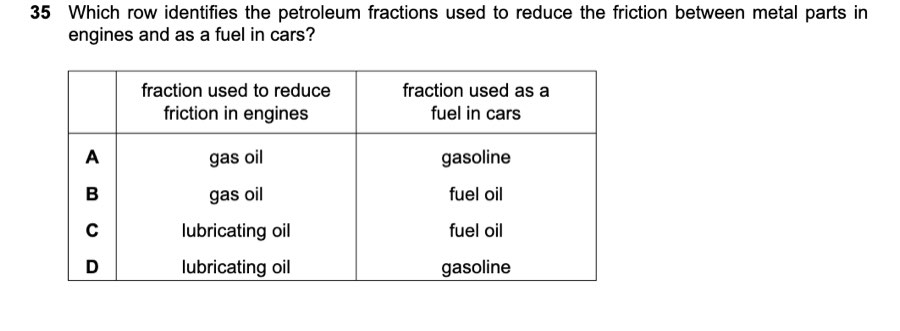 35 Which row identifies the petroleum fractions used to reduce the friction between metal parts in
engines and as a fuel in cars?
fraction used to reduce friction in engines fraction used as a fuel in cars
A gas oil gasoline
B gas oil fuel oil
C lubricating oil fuel oil
D lubricating oil gasoline